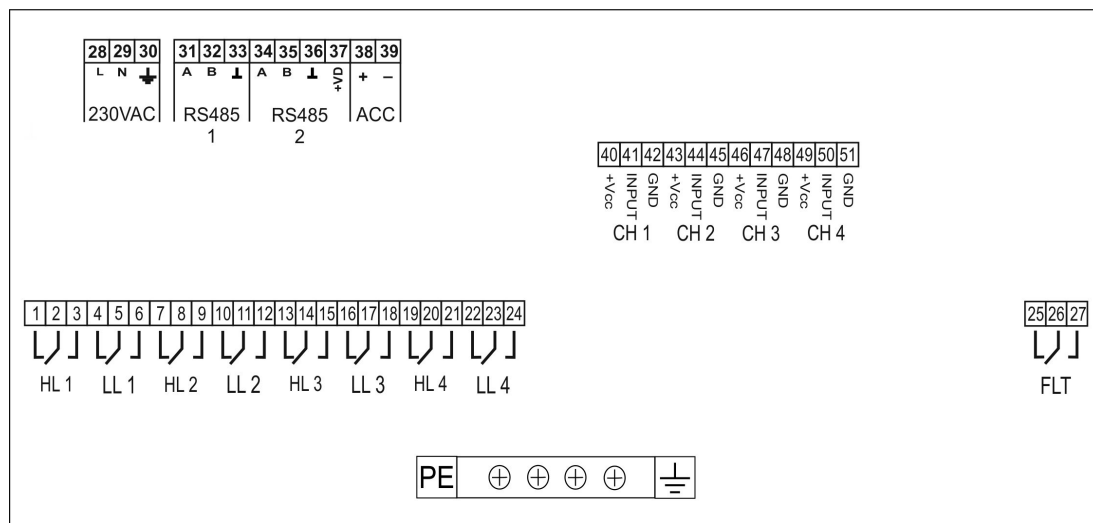 28 29 30 31 32 33 34 35 36 37 38 39
L N A B A B +VD + −
230VAC RS485 RS485 ACC
1 2
40 41 42 43 44 45 46 47 48 49 50 51
+Vcc INPUT GND +Vcc INPUT GND +Vcc INPUT GND +Vcc INPUT GND
CH 1 CH 2 CH 3 CH 4
1 2 3 4 5 6 7 8 9 10 11 12 13 14 15 16 17 18 19 20 21 22 23 24 25 26 27
HL 1 LL 1 HL 2 LL 2 HL 3 LL 3 HL 4 LL 4 FLT
PE